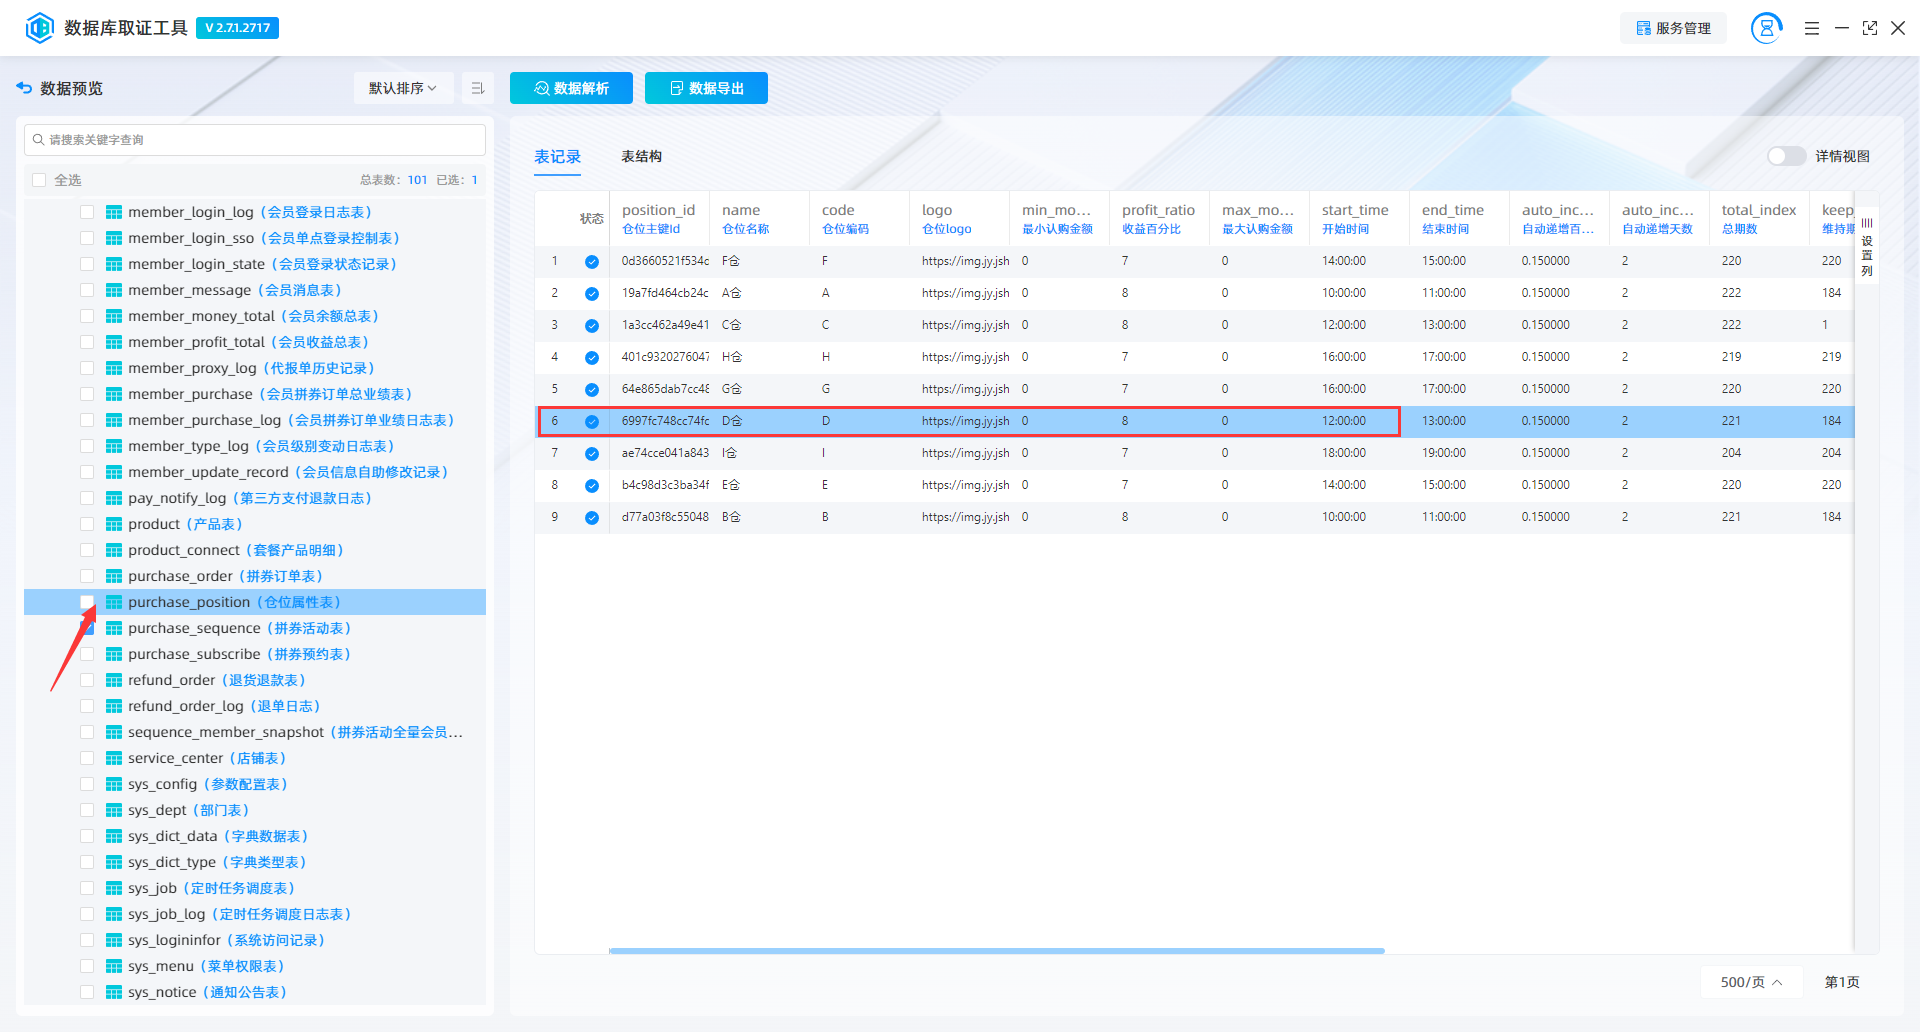 数据库取证工具 V 2.7.1.2717 服务管理
数据预览 默认排序 数据解析 数据导出
请搜索关键字查询
全选 总表数： 101 已选： 1
member_login_log（会员登录日志表）
member_login_sso（会员单点登录控制表）
member_login_state（会员登录状态记录）
member_message（会员消息表）
member_money_total（会员余额总表）
member_profit_total（会员收益总表）
member_proxy_log（代报单历史记录）
member_purchase（会员拼券订单总业绩表）
member_purchase_log（会员拼券订单业绩日志表）
member_type_log（会员级别变动日志表）
member_update_record（会员信息自助修改记录）
pay_notify_log（第三方支付退款日志）
product（产品表）
product_connect（套餐产品明细）
purchase_order（拼券订单表）
purchase_position（仓位属性表）
purchase_sequence（拼券活动表）
purchase_subscribe（拼券预约表）
refund_order（退货退款表）
refund_order_log（退单日志）
sequence_member_snapshot（拼券活动全量会员...
service_center（店铺表）
sys_config（参数配置表）
sys_dept（部门表）
sys_dict_data（字典数据表）
sys_dict_type（字典类型表）
sys_job（定时任务调度表）
sys_job_log（定时任务调度日志表）
sys_logininfor（系统访问记录）
sys_menu（菜单权限表）
sys_notice（通知公告表）
表记录 表结构 详情视图
状态 position_id name code logo min_mo... profit_ratio max_mo... start_time end_time auto_inc... auto_inc... total_index keep_
仓位主键Id 仓位名称 仓位编码 仓位logo 最小认购金额 收益百分比 最大认购金额 开始时间 结束时间 自动递增百... 自动递增天数 总期数 维持期
设置列
1 0d3660521f534c F仓 F https://img.jy.jsh 0 7 0 14:00:00 15:00:00 0.150000 2 220 220
2 19a7fd464cb24c A仓 A https://img.jy.jsh 0 8 0 10:00:00 11:00:00 0.150000 2 222 184
3 1a3cc462a49e41 C仓 C https://img.jy.jsh 0 8 0 12:00:00 13:00:00 0.150000 2 222 1
4 401c9320276047 H仓 H https://img.jy.jsh 0 7 0 16:00:00 17:00:00 0.150000 2 219 219
5 64e865dab7cc48 G仓 G https://img.jy.jsh 0 7 0 16:00:00 17:00:00 0.150000 2 220 220
6 6997fc748cc74fc D仓 D https://img.jy.jsh 0 8 0 12:00:00 13:00:00 0.150000 2 221 184
7 ae74cce041a843 I仓 I https://img.jy.jsh 0 7 0 18:00:00 19:00:00 0.150000 2 204 204
8 b4c98d3c3ba34f E仓 E https://img.jy.jsh 0 7 0 14:00:00 15:00:00 0.150000 2 220 220
9 d77a03f8c55048 B仓 B https://img.jy.jsh 0 8 0 10:00:00 11:00:00 0.150000 2 221 184
500/页 第1页